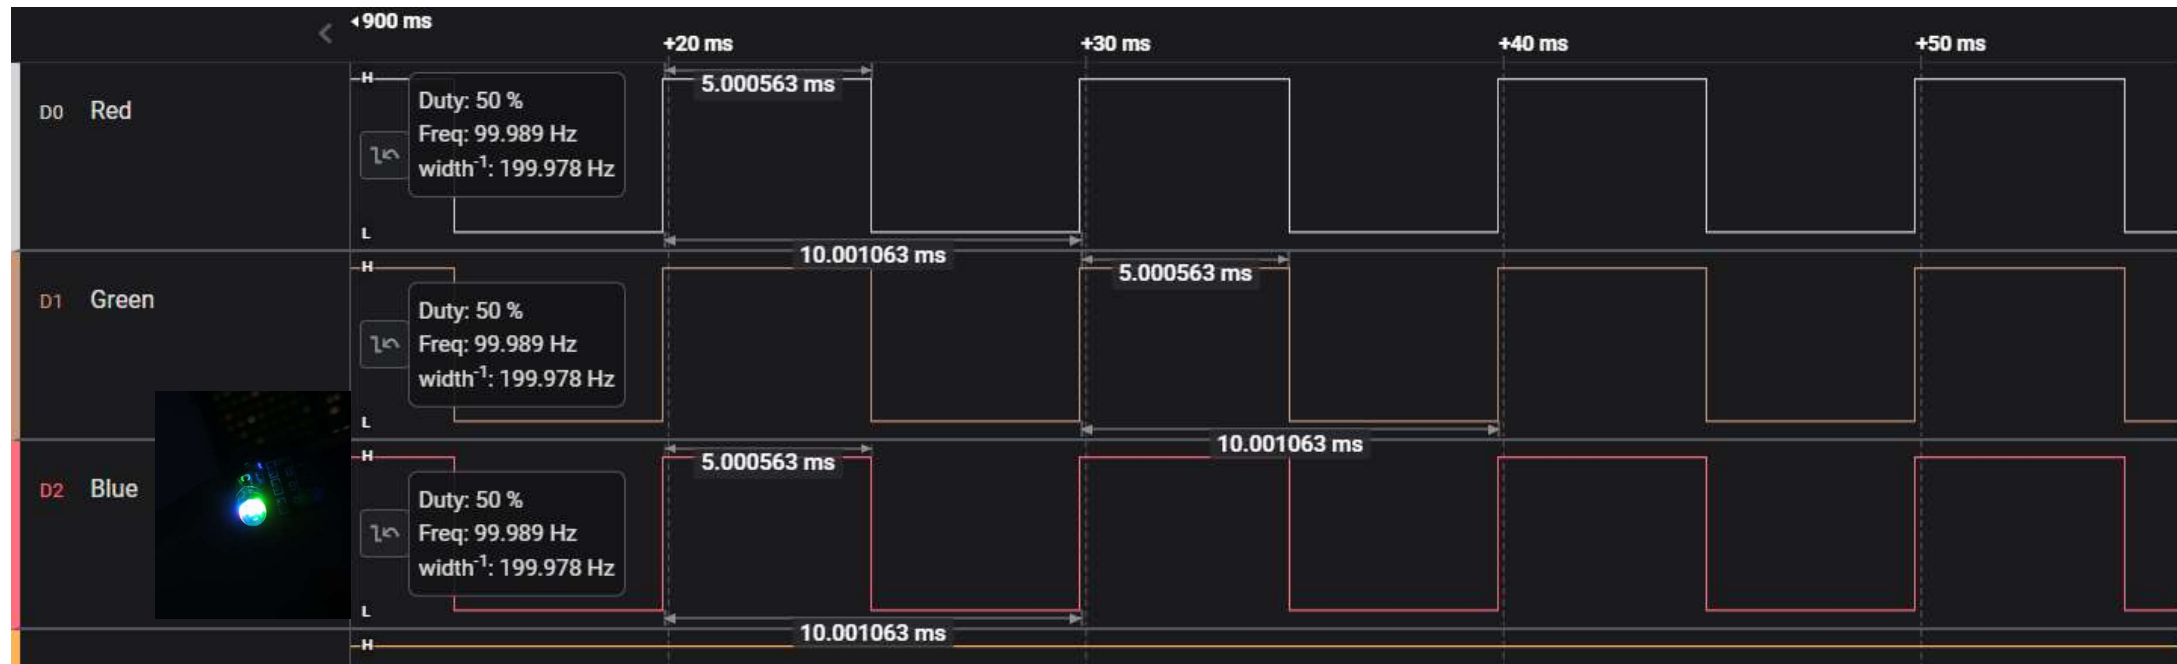 900 ms
+20 ms +30 ms +40 ms +50 ms
D0 Red
H
L
Duty: 50 %
Freq: 99.989 Hz
width⁻¹: 199.978 Hz
5.000563 ms
10.001063 ms
D1 Green
H
L
Duty: 50 %
Freq: 99.989 Hz
width⁻¹: 199.978 Hz
5.000563 ms
10.001063 ms
D2 Blue
H
L
Duty: 50 %
Freq: 99.989 Hz
width⁻¹: 199.978 Hz
5.000563 ms
10.001063 ms
H